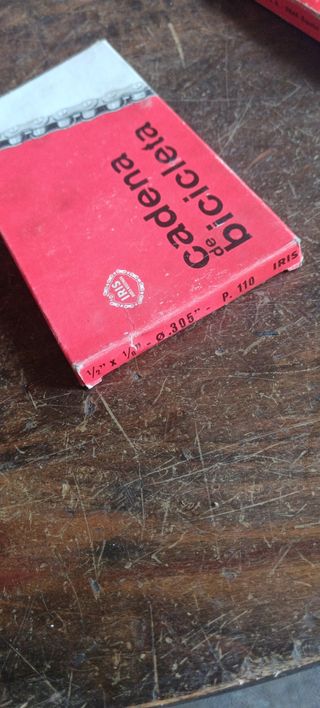 cadena
de
bicicleta
IRIS
1/2" x 1/8" - Ø .305" - P. 110 IRIS